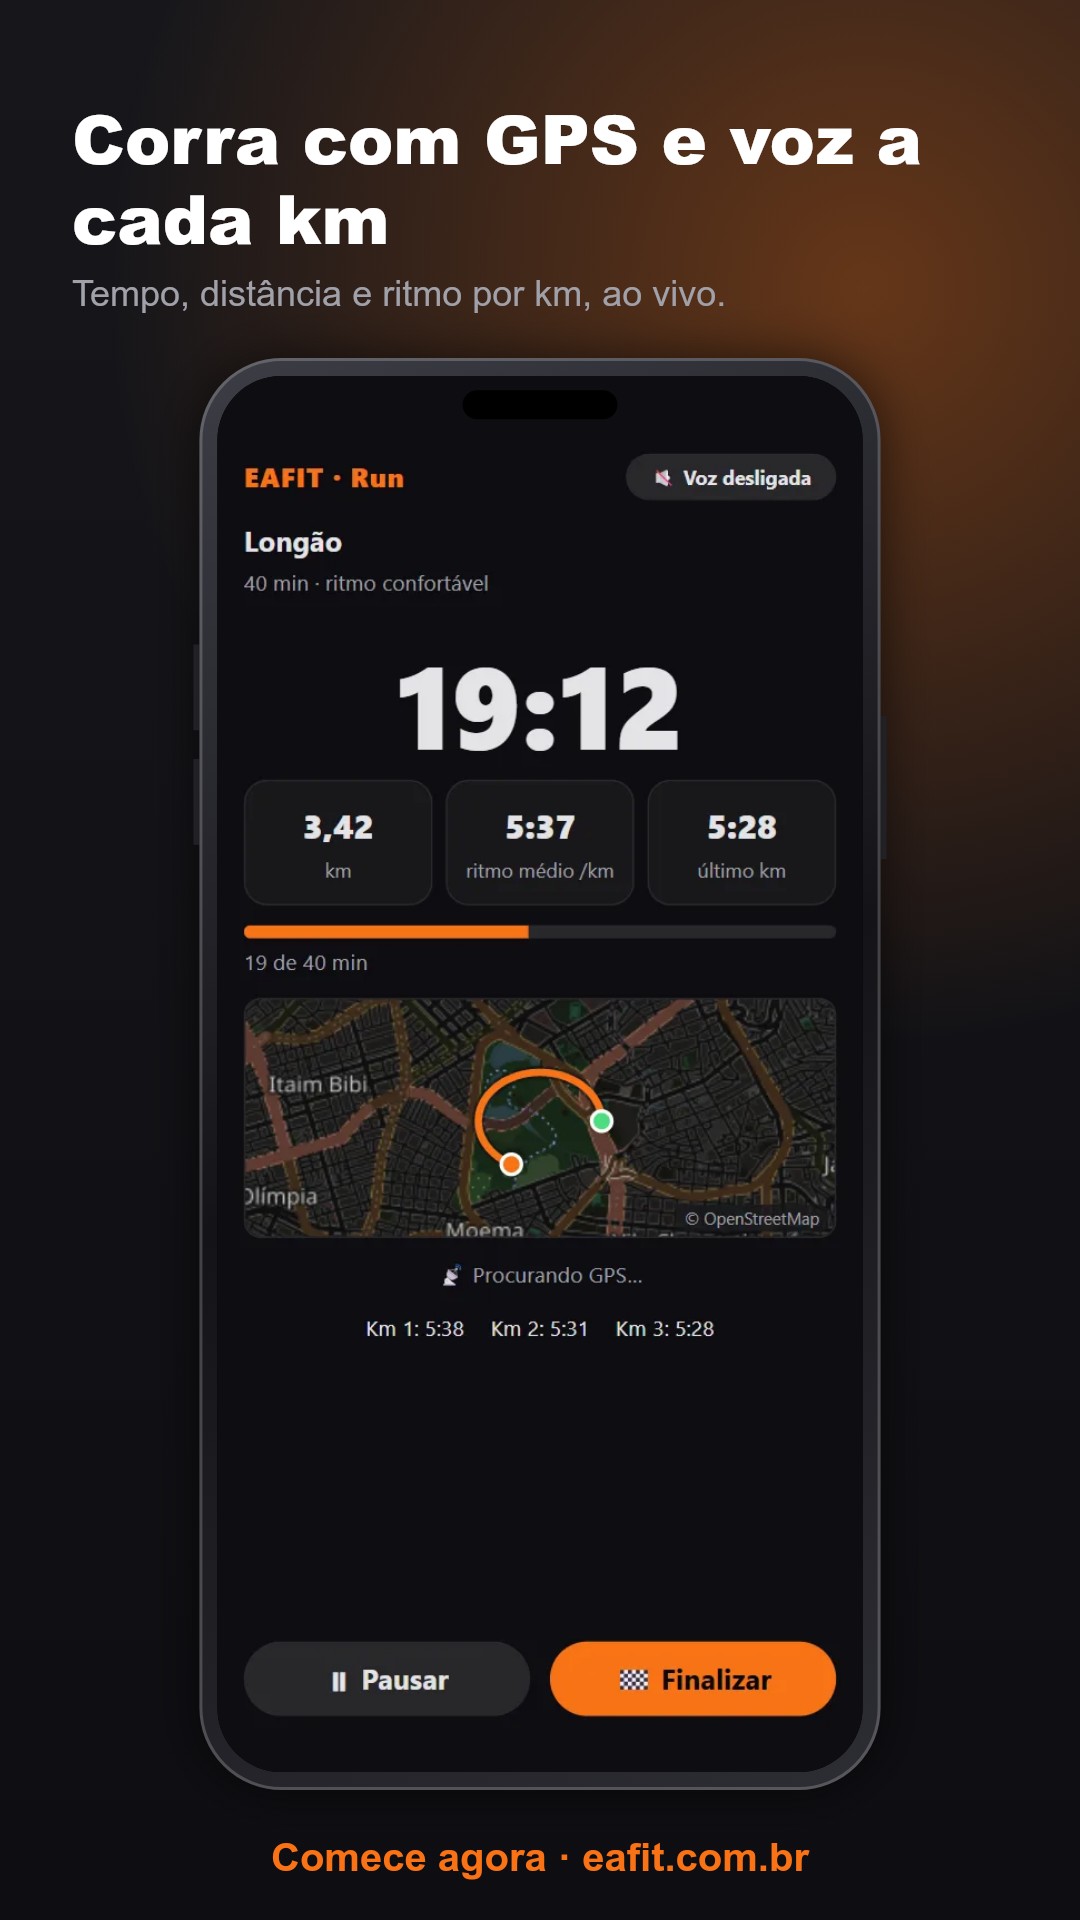 Corra com GPS e voz a
cada km
Tempo, distância e ritmo por km, ao vivo.
EAFIT · Run
Voz desligada
Longão
40 min · ritmo confortável
19:12
3,42
km
5:37
ritmo médio /km
5:28
último km
19 de 40 min
Itaim Bibi
Olímpia
Moema
© OpenStreetMap
Procurando GPS...
Km 1: 5:38 Km 2: 5:31 Km 3: 5:28
Pausar
Finalizar
Comece agora · eafit.com.br